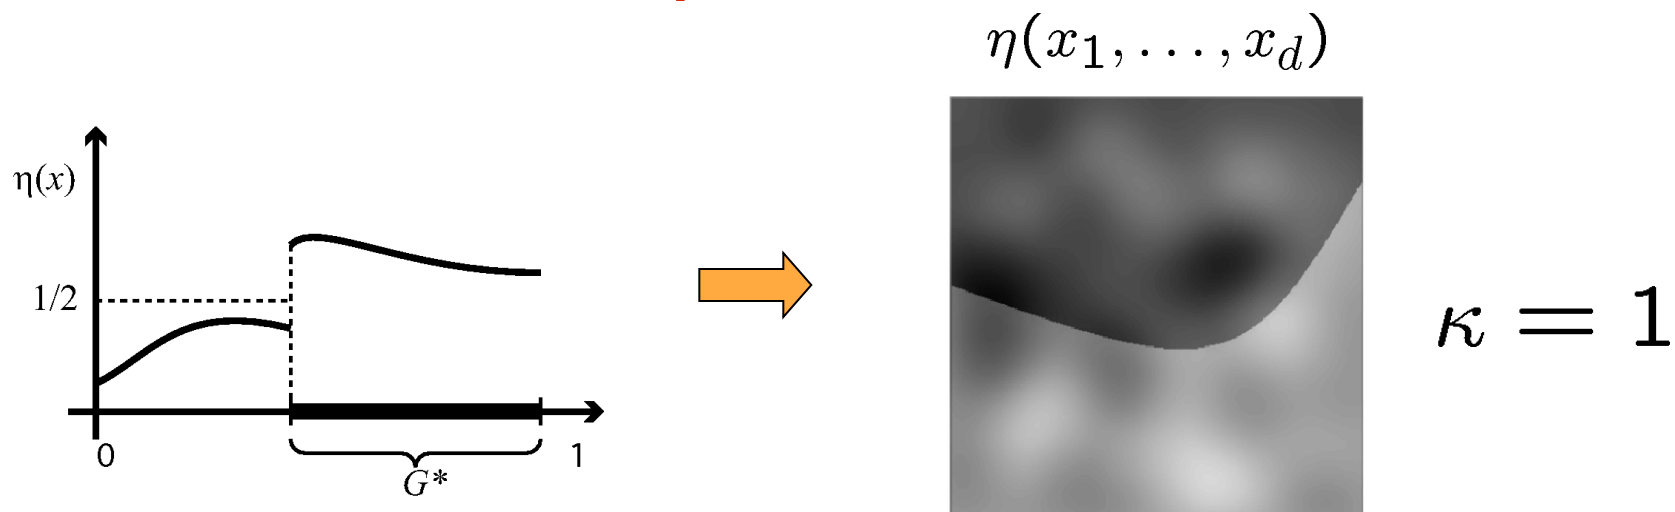 η(x₁, . . . , x_d)
η(x)
1/2
0
1
G*
κ = 1